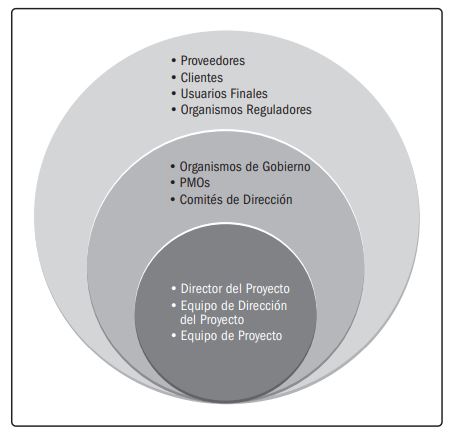 • Proveedores
• Clientes
• Usuarios Finales
• Organismos Reguladores
• Organismos de Gobierno
• PMOs
• Comités de Dirección
• Director del Proyecto
• Equipo de Dirección
del Proyecto
• Equipo de Proyecto